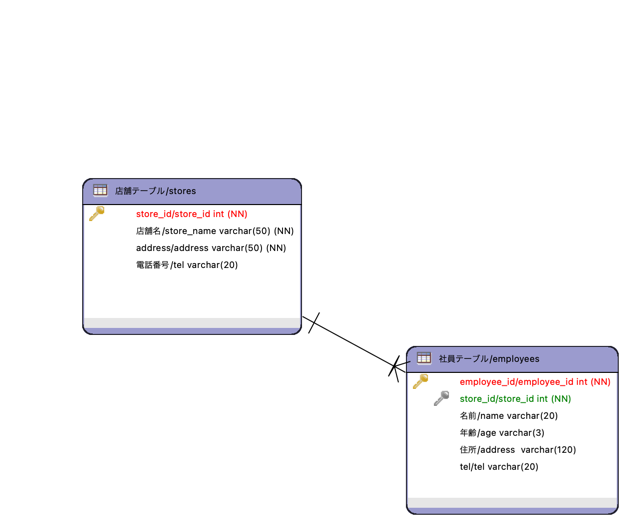 店舗テーブル/stores
store_id/store_id int (NN)
店舗名/store_name varchar(50) (NN)
address/address varchar(50) (NN)
電話番号/tel varchar(20)
社員テーブル/employees
employee_id/employee_id int (NN)
store_id/store_id int (NN)
名前/name varchar(20)
年齢/age varchar(3)
住所/address  varchar(120)
tel/tel varchar(20)